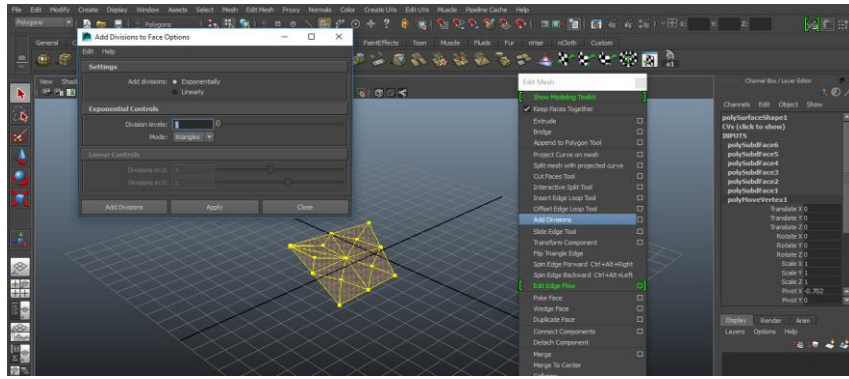 File Edit Modify Create Display Window Assets Select Mesh Edit Mesh Proxy Normals Color Create UVs Edit UVs Muscle Pipeline Cache Help
Polygons
Polygons
General
PaintEffects Toon Muscle Fluids Fur nHair nCloth Custom
Add Divisions to Face Options
Edit Help
Settings
Add divisions: Exponentially
Linearly
Exponential Controls
Division levels:
Mode: triangles
Linear Controls
Divisions in U: 4
Divisions in V:
Add Divisions Apply Close
View
Edit Mesh
Show Modeling Toolkit
Keep Faces Together
Extrude
Bridge
Append to Polygon Tool
Project Curve on mesh
Split mesh with projected curve
Cut Faces Tool
Interactive Split Tool
Insert Edge Loop Tool
Offset Edge Loop Tool
Add Divisions
Slide Edge Tool
Transform Component
Flip Triangle Edge
Spin Edge Forward Ctrl+Alt+Right
Spin Edge Backward Ctrl+Alt+Left
Edit Edge Flow
Poke Face
Wedge Face
Duplicate Face
Connect Components
Detach Component
Merge
Merge To Center
Collapse
Channel Box / Layer Editor
Channels Edit Object Show
polySurfaceShape1
CVs (click to show)
INPUTS
polySubdFace6
polySubdFace5
polySubdFace4
polySubdFace3
polySubdFace2
polySubdFace1
polyMoveVertex1
Translate X 0
Translate Y 0
Translate Z 0
Rotate X 0
Rotate Y 0
Rotate Z 0
Scale X 1
Scale Y 1
Scale Z 1
Pivot X -0.702
Pivot Y 0
Display Render Anim
Layers Options Help